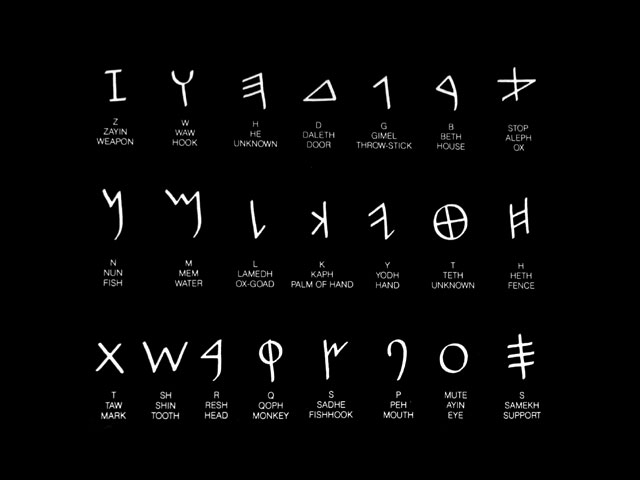 𐤀 𐤁 𐤂 𐤃 𐤄 𐤅 𐤆
Z W H D G B STOP
ZAYIN WAW HE DALETH GIMEL BETH ALEPH
WEAPON HOOK UNKNOWN DOOR THROW-STICK HOUSE OX
𐤇 𐤈 𐤉 𐤊 𐤋 𐤌 𐤍
N M L K Y T H
NUN MEM LAMEDH KAPH YODH TETH HETH
FISH WATER OX-GOAD PALM OF HAND HAND UNKNOWN FENCE
𐤎 𐤏 𐤐 𐤑 𐤒 𐤓 𐤔 𐤕
T SH R Q S P MUTE S
TAW SHIN RESH QOPH SADHE PEH AYIN SAMEKH
MARK TOOTH HEAD MONKEY FISHHOOK MOUTH EYE SUPPORT